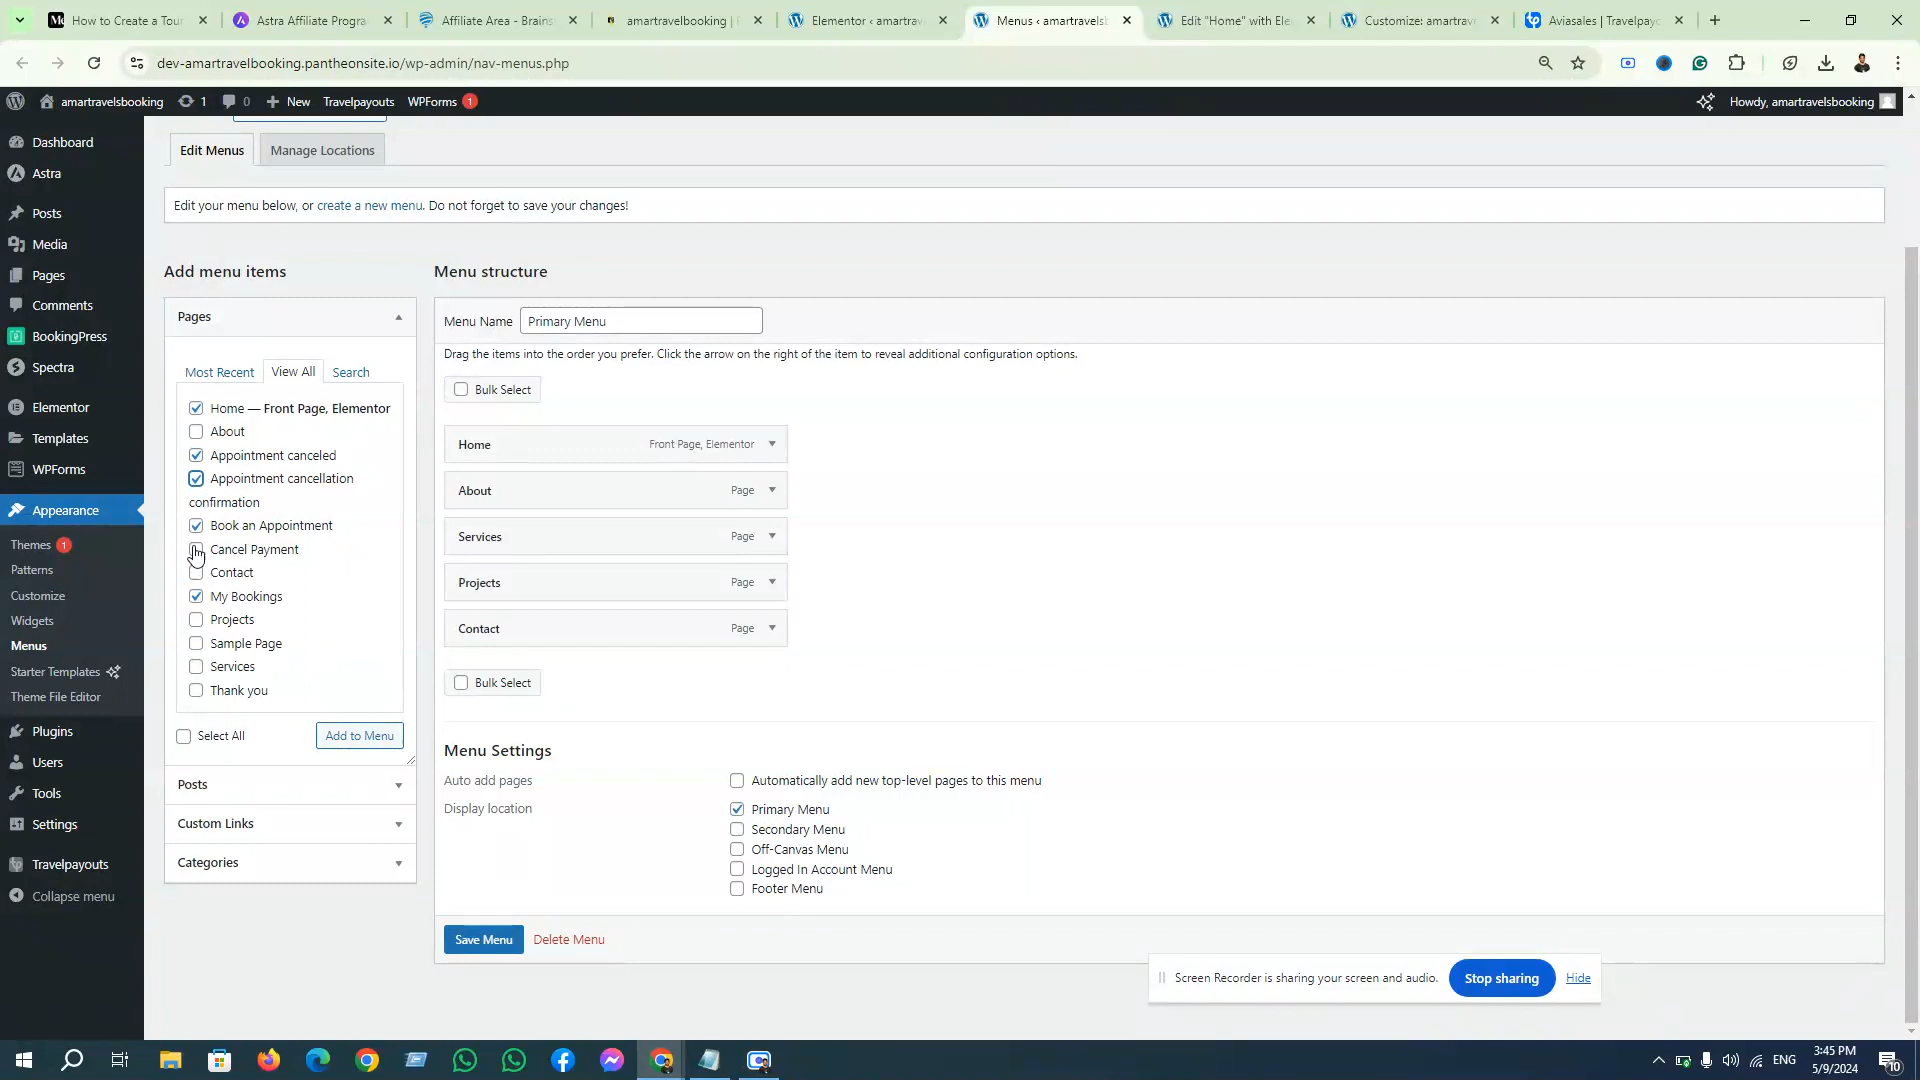 How to Create a Tour
Astra Affiliate Progra
Affiliate Area - Brains
amartravelbooking |
Elementor ‹ amartrav
Menus ‹ amartravels
Edit "Home" with Ele
Customize: amartrav
Aviasales | Travelpayo
dev-amartravelbooking.pantheonsite.io/wp-admin/nav-menus.php
amartravelsbooking
1
0
New
Travelpayouts
WPForms 1
Howdy, amartravelsbooking
Dashboard
Astra
Posts
Media
Pages
Comments
BookingPress
Spectra
Elementor
Templates
WPForms
Appearance
Themes 1
Patterns
Customize
Widgets
Menus
Starter Templates
Theme File Editor
Plugins
Users
Tools
Settings
Travelpayouts
Collapse menu
Edit Menus
Manage Locations
Edit your menu below, or create a new menu. Do not forget to save your changes!
Add menu items
Pages
Most Recent
View All
Search
Home — Front Page, Elementor
About
Appointment canceled
Appointment cancellation
confirmation
Book an Appointment
Cancel Payment
Contact
My Bookings
Projects
Sample Page
Services
Thank you
Select All
Add to Menu
Posts
Custom Links
Categories
Menu structure
Menu Name
Primary Menu
Drag the items into the order you prefer. Click the arrow on the right of the item to reveal additional configuration options.
Bulk Select
Home
Front Page, Elementor
About
Page
Services
Page
Projects
Page
Contact
Page
Bulk Select
Menu Settings
Auto add pages
Automatically add new top-level pages to this menu
Display location
Primary Menu
Secondary Menu
Off-Canvas Menu
Logged In Account Menu
Footer Menu
Save Menu
Delete Menu
Screen Recorder is sharing your screen and audio.
Stop sharing
Hide
ENG
3:45 PM
5/9/2024
10